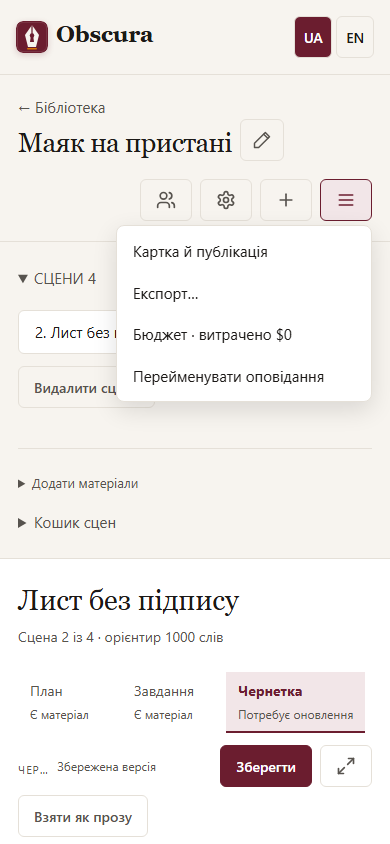 Obscura
UA EN
← Бібліотека
Маяк на пристані
Картка й публікація
▼ СЦЕНИ 4
Експорт...
2. Лист без
Бюджет · витрачено $0
Перейменувати оповідання
Видалити
▶ Додати матеріали
▶ Кошик сцен
Лист без підпису
Сцена 2 із 4 · орієнтир 1000 слів
План Завдання Чернетка
Є матеріал Є матеріал Потребує оновлення
ЧЕР... Збережена версія Зберегти
Взяти як прозу